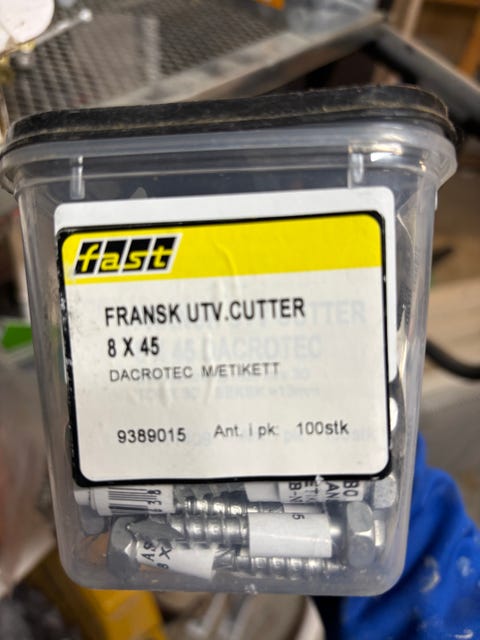 fast
FRANSK UTV.CUTTER
8 X 45
DACROTEC M/ETIKETT
9389015 Ant. i pk: 100stk